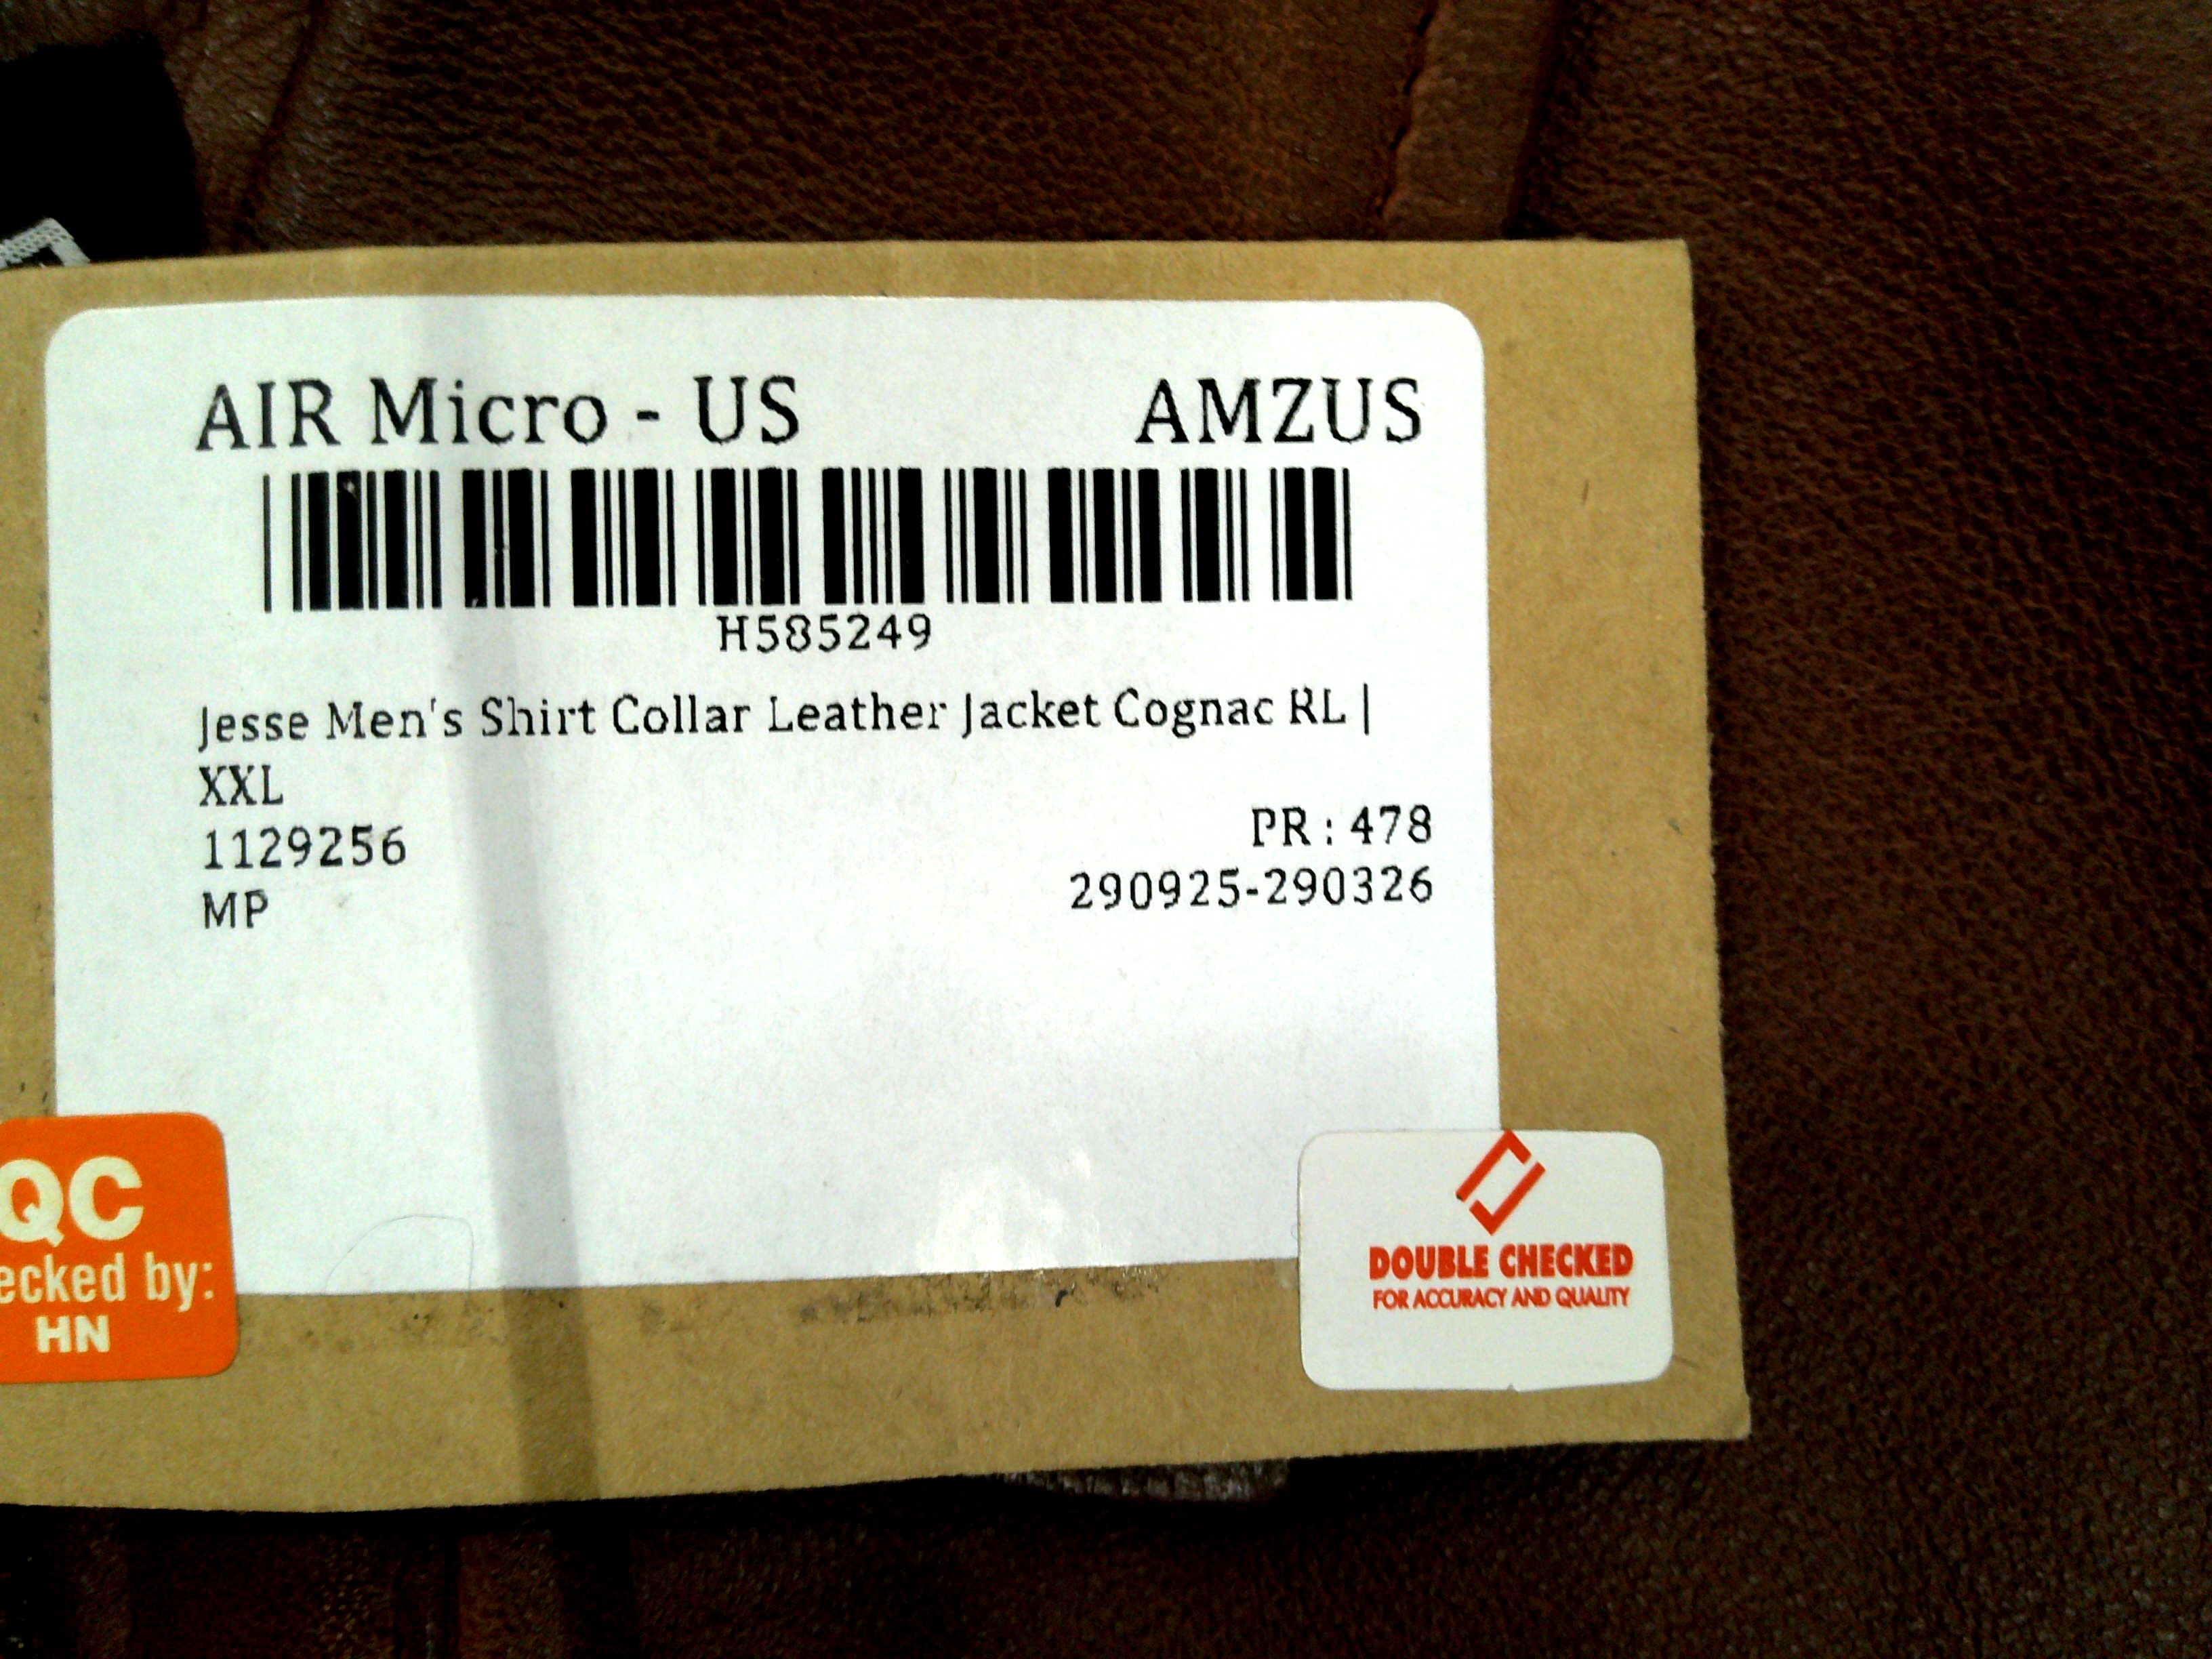 AIR Micro - US AMZUS
H585249
Jesse Men's Shirt Collar Leather Jacket Cognac RL |
XXL
1129256
PR : 478
MP
290925-290326
QC
ecked by:
HN
DOUBLE CHECKED
FOR ACCURACY AND QUALITY